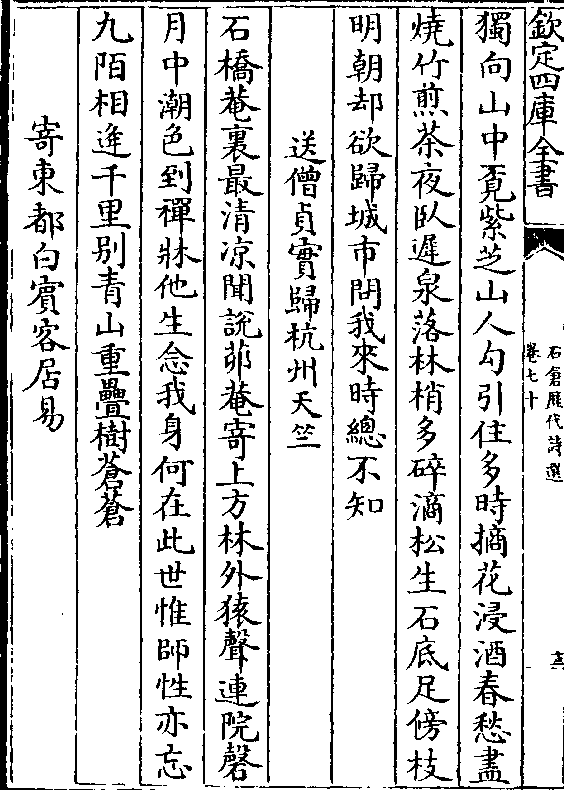 欽定四庫全書
石倉歷代詩選
卷七十
獨向山中覔紫芝山人勾引住多時摘花浸酒春愁盡
燒竹煎茶夜臥遲泉落林梢多碎滴松生石底足傍枝
明朝却欲歸城市問我來時總不知
送僧貞實歸杭州天竺
石橋菴裏最清凉聞說茆菴寄上方林外猿聲連院磬
月中潮色到禪牀他生念我身何在此世惟師性亦忘
九陌相逢千里别青山重疊樹蒼蒼
寄東都白賓客居易